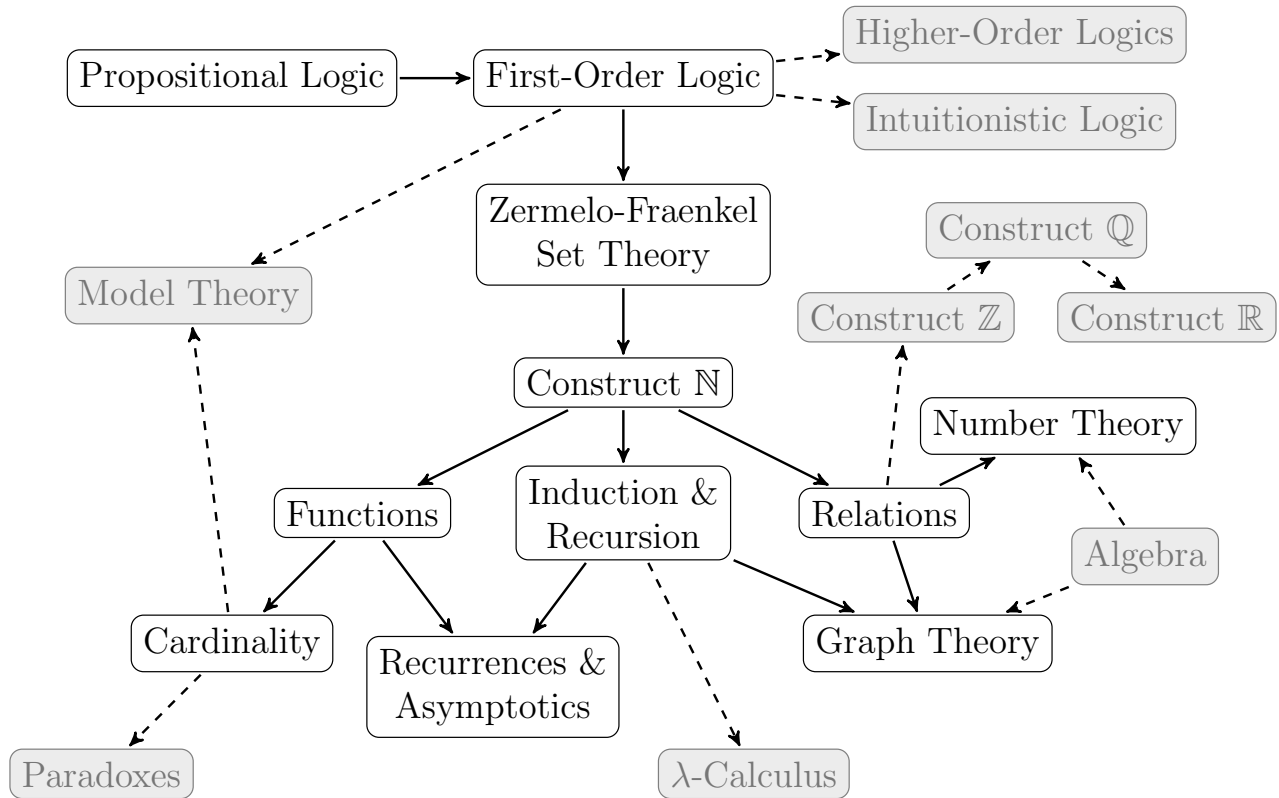 Higher-Order Logics
Propositional Logic
First-Order Logic
Intuitionistic Logic
Zermelo-Fraenkel
Set Theory
Construct ℚ
Model Theory
Construct ℤ
Construct ℝ
Construct ℕ
Number Theory
Functions
Induction &
Recursion
Relations
Algebra
Cardinality
Recurrences &
Asymptotics
Graph Theory
Paradoxes
λ-Calculus